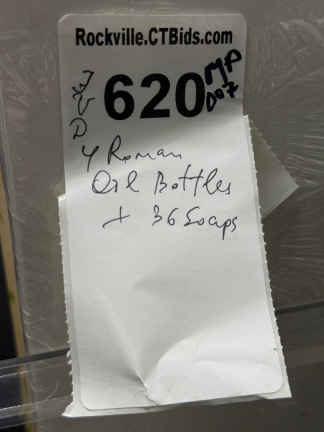 Rockville.CTBids.com
620
MP
D07
4 Roman
Oil Bottles
+ 36 Soaps